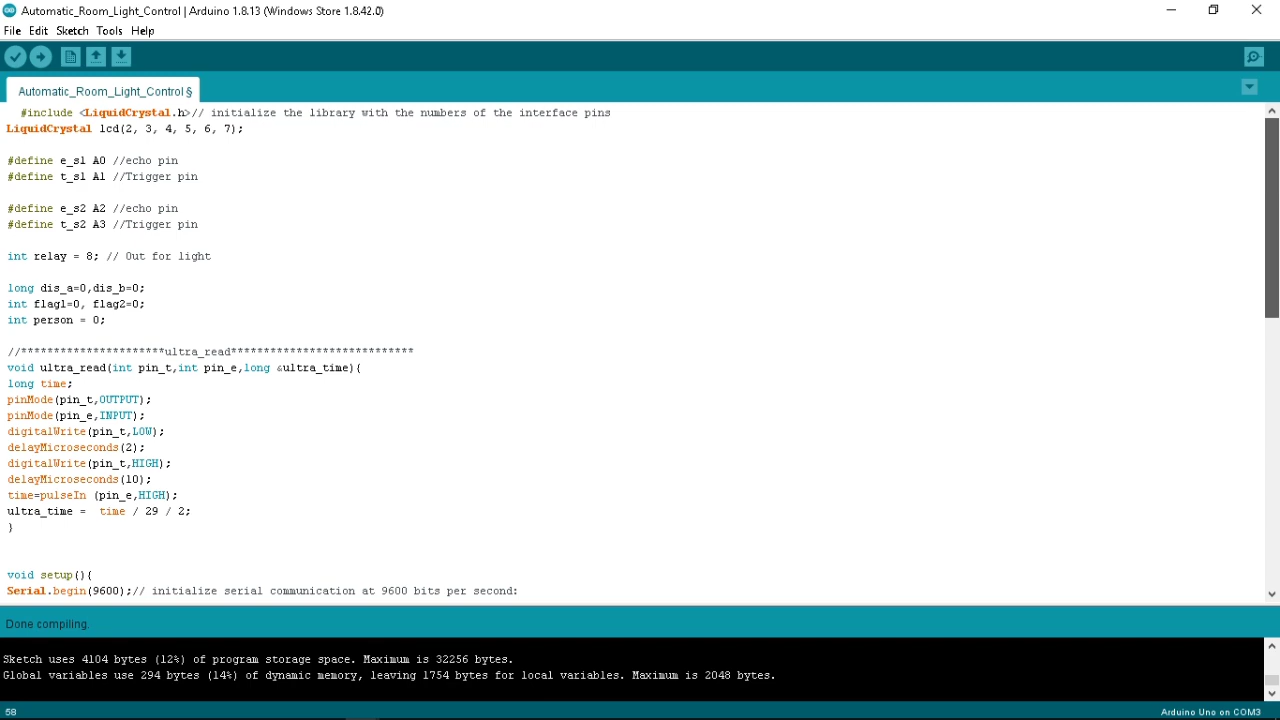 Automatic_Room_Light_Control | Arduino 1.8.13 (Windows Store 1.8.42.0)
File Edit Sketch Tools Help
Automatic_Room_Light_Control §
#include <LiquidCrystal.h>// initialize the library with the numbers of the interface pins
LiquidCrystal lcd(2, 3, 4, 5, 6, 7);
#define e_s1 A0 //echo pin
#define t_s1 A1 //Trigger pin
#define e_s2 A2 //echo pin
#define t_s2 A3 //Trigger pin
int relay = 8; // Out for light
long dis_a=0,dis_b=0;
int flag1=0, flag2=0;
int person = 0;
//**********************ultra_read****************************
void ultra_read(int pin_t,int pin_e,long &ultra_time){
long time;
pinMode(pin_t,OUTPUT);
pinMode(pin_e,INPUT);
digitalWrite(pin_t,LOW);
delayMicroseconds(2);
digitalWrite(pin_t,HIGH);
delayMicroseconds(10);
time=pulseIn (pin_e,HIGH);
ultra_time =  time / 29 / 2;
}
void setup(){
Serial.begin(9600);// initialize serial communication at 9600 bits per second:
Done compiling.
Sketch uses 4104 bytes (12%) of program storage space. Maximum is 32256 bytes.
Global variables use 294 bytes (14%) of dynamic memory, leaving 1754 bytes for local variables. Maximum is 2048 bytes.
58
Arduino Uno on COM3